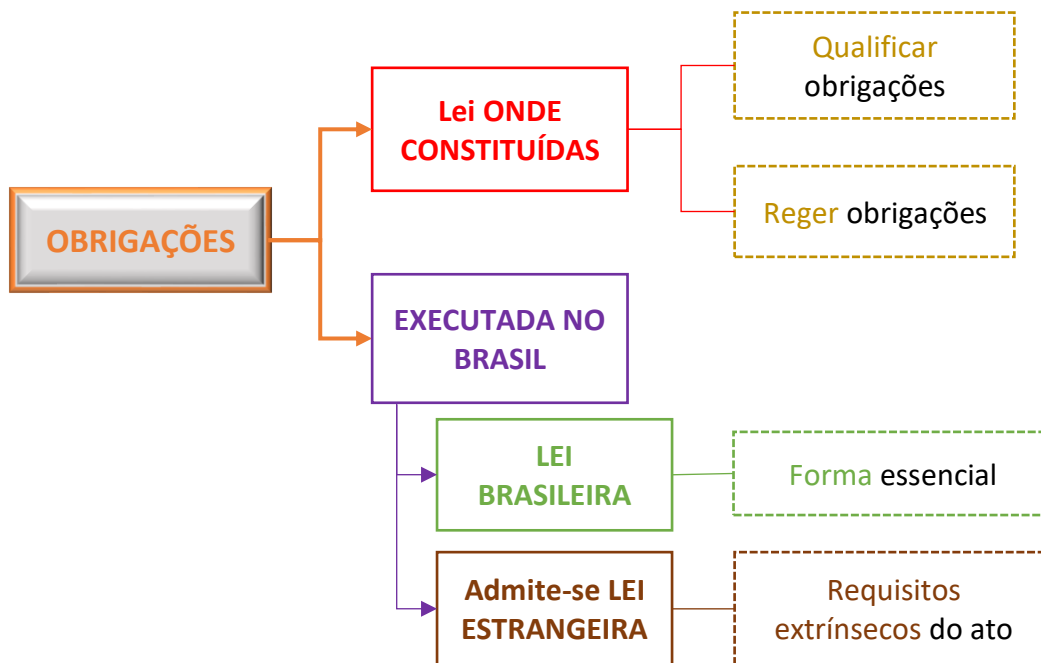 OBRIGAÇÕES
Lei ONDE
CONSTITUÍDAS
Qualificar
obrigações
Reger obrigações
EXECUTADA NO
BRASIL
LEI
BRASILEIRA
Forma essencial
Admite-se LEI
ESTRANGEIRA
Requisitos
extrínsecos do ato